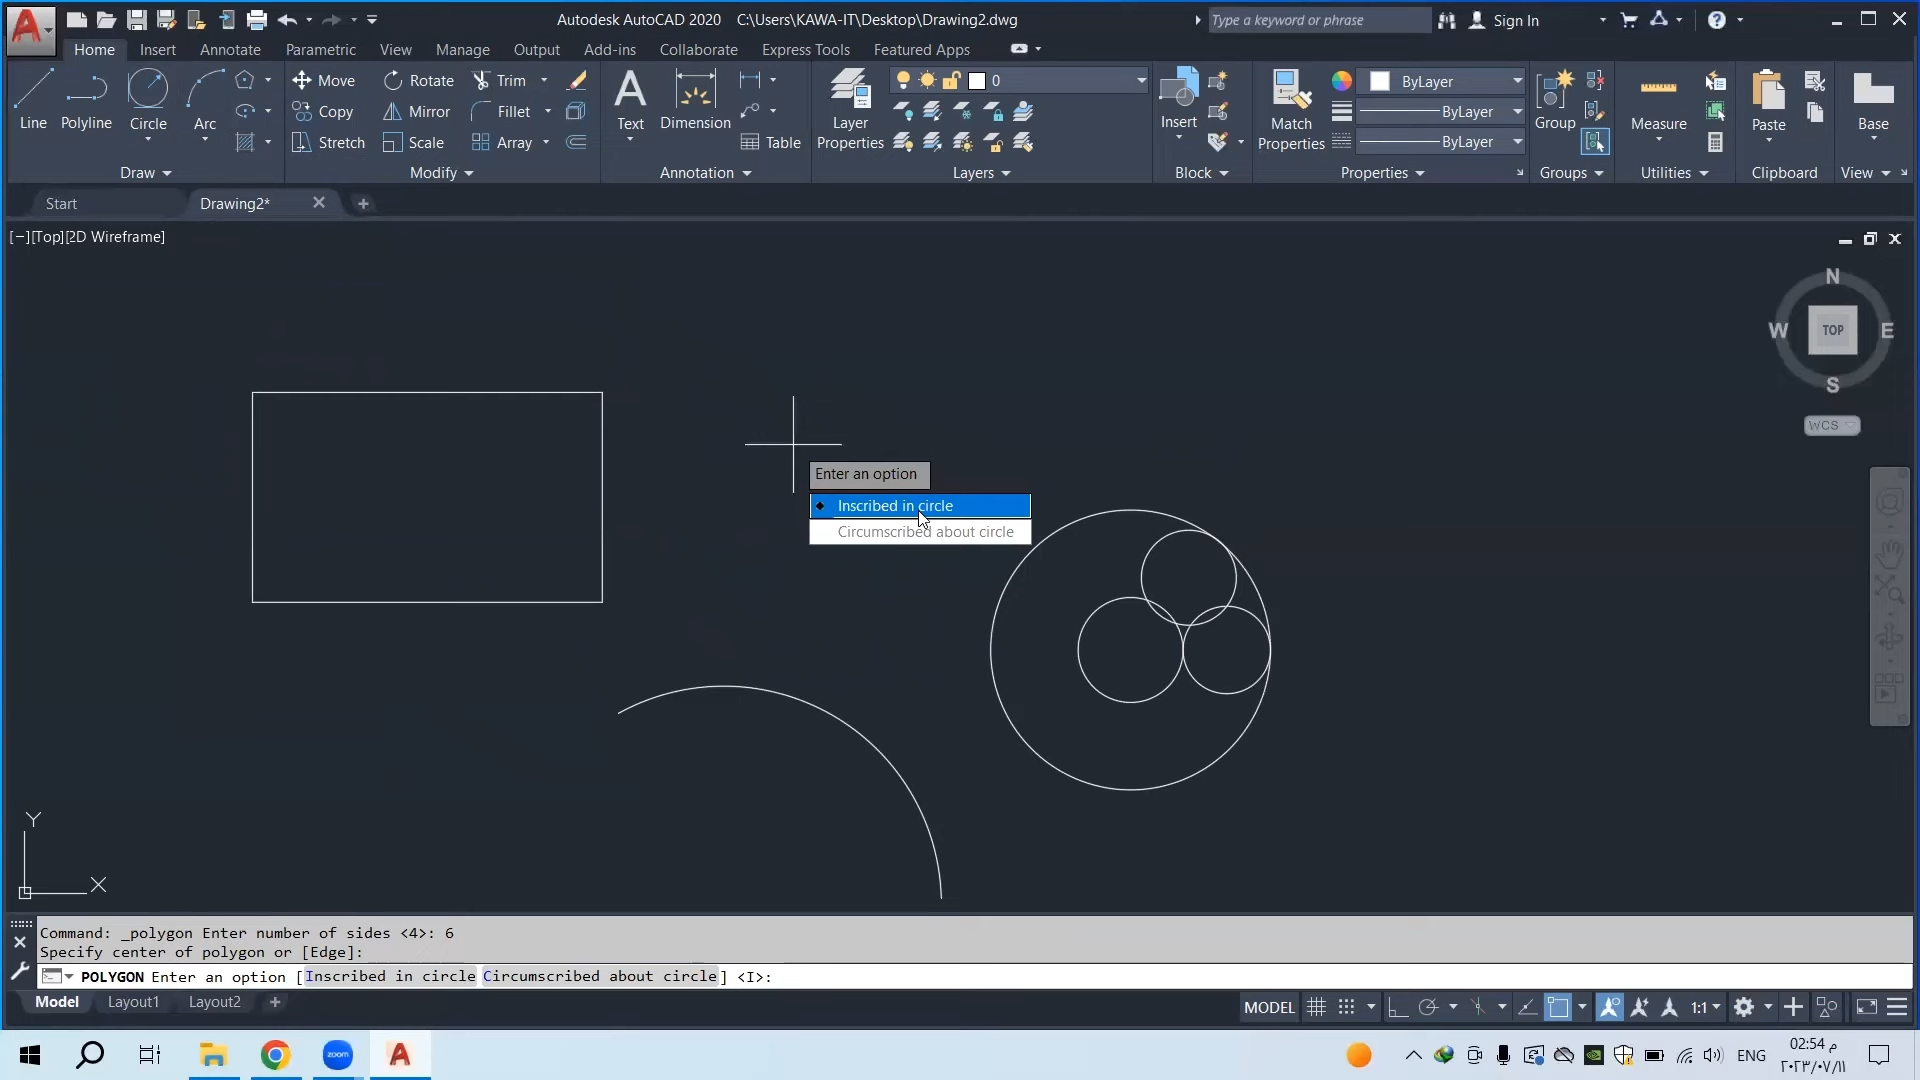 Autodesk AutoCAD 2020 C:\Users\KAWA-IT\Desktop\Drawing2.dwg
Type a keyword or phrase
Sign In
Home Insert Annotate Parametric View Manage Output Add-ins Collaborate Express Tools Featured Apps
Line
Polyline
Circle
Arc
Draw
Move
Copy
Stretch
Rotate
Mirror
Scale
Trim
Fillet
Array
Modify
Text
Dimension
Table
Annotation
Layer
Properties
0
Layers
Insert
Block
Match
Properties
ByLayer
ByLayer
ByLayer
Properties
Group
Groups
Measure
Utilities
Paste
Clipboard
Base
View
Start
Drawing2*
[−][Top][2D Wireframe]
N
W
TOP
E
S
WCS
Enter an option
Inscribed in circle
Circumscribed about circle
Y
X
Command: _polygon Enter number of sides <4>: 6
Specify center of polygon or [Edge]:
POLYGON Enter an option [Inscribed in circle Circumscribed about circle] <I>:
Model Layout1 Layout2
MODEL
1:1
zoom
ENG
02:54 م
٢٠٢٣/٠٧/١١